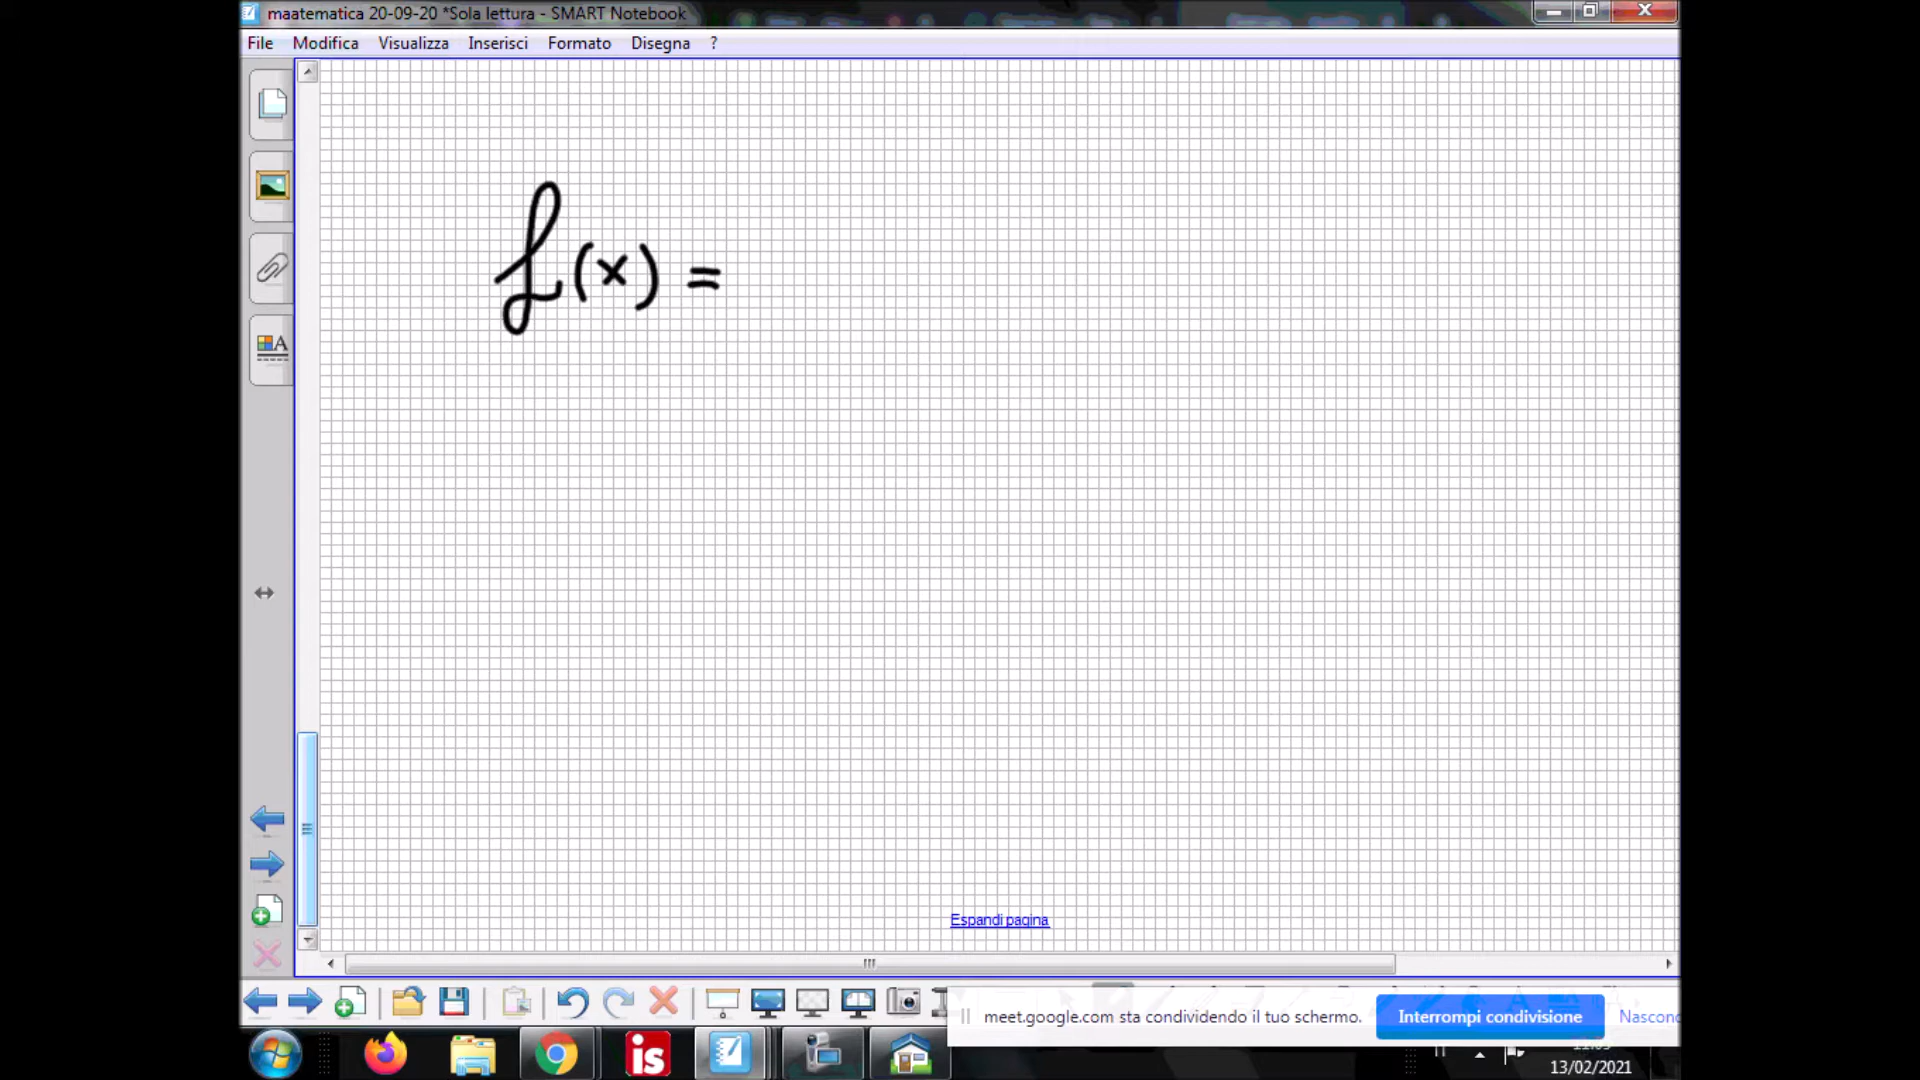 maatematica 20-09-20 *Sola lettura - SMART Notebook
File Modifica Visualizza Inserisci Formato Disegna ?
f(x) =
Espandi pagina
meet.google.com sta condividendo il tuo schermo. Interrompi condivisione
is
13/02/2021